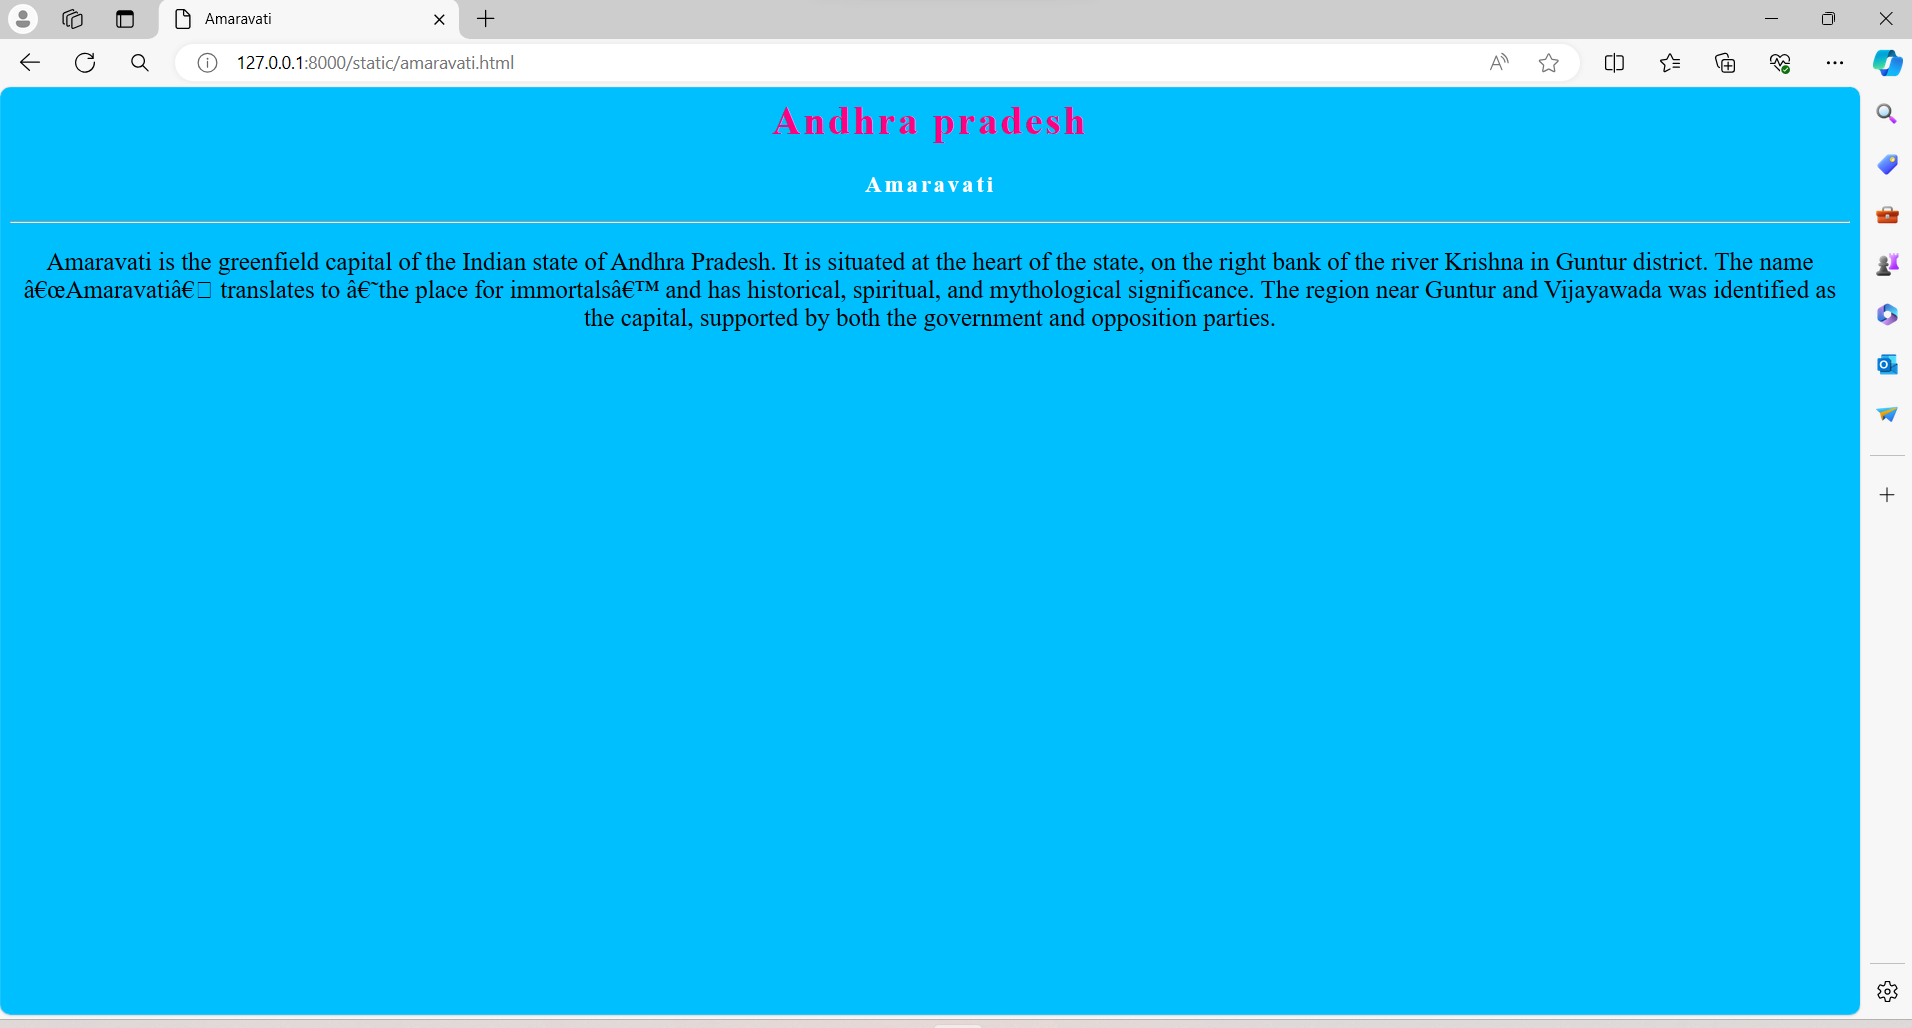 Amaravati
127.0.0.1:8000/static/amaravati.html
Andhra pradesh
Amaravati
Amaravati is the greenfield capital of the Indian state of Andhra Pradesh. It is situated at the heart of the state, on the right bank of the river Krishna in Guntur district. The name
â€œAmaravatiâ€□ translates to â€˜the place for immortalsâ€™ and has historical, spiritual, and mythological significance. The region near Guntur and Vijayawada was identified as
the capital, supported by both the government and opposition parties.